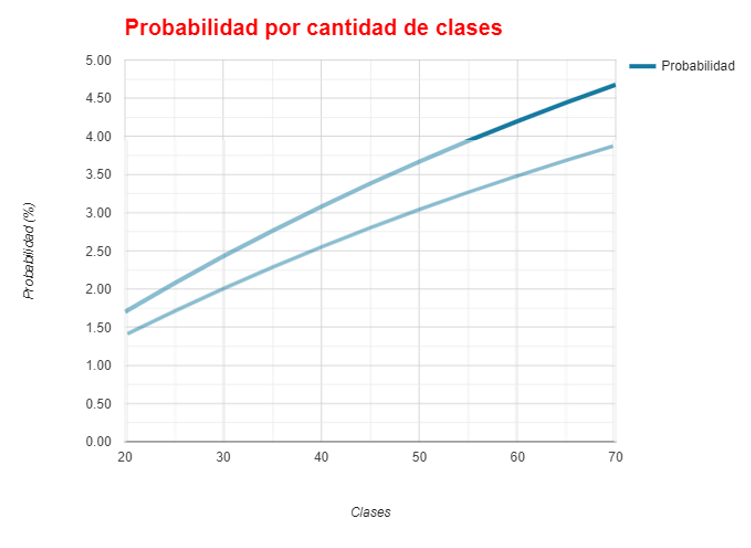 Probabilidad por cantidad de clases
Probabilidad
5.00
4.50
4.00
3.50
3.00
2.50
2.00
1.50
1.00
0.50
0.00
Probabilidad (%)
20 30 40 50 60 70
Clases